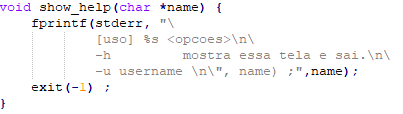 void show_help(char *name) {
    fprintf(stderr, "\
            [uso] %s <opcoes>\n\
            -h         mostra essa tela e sai.\n\
            -u username \n\", name) ;",name);
    exit(-1) ;
}